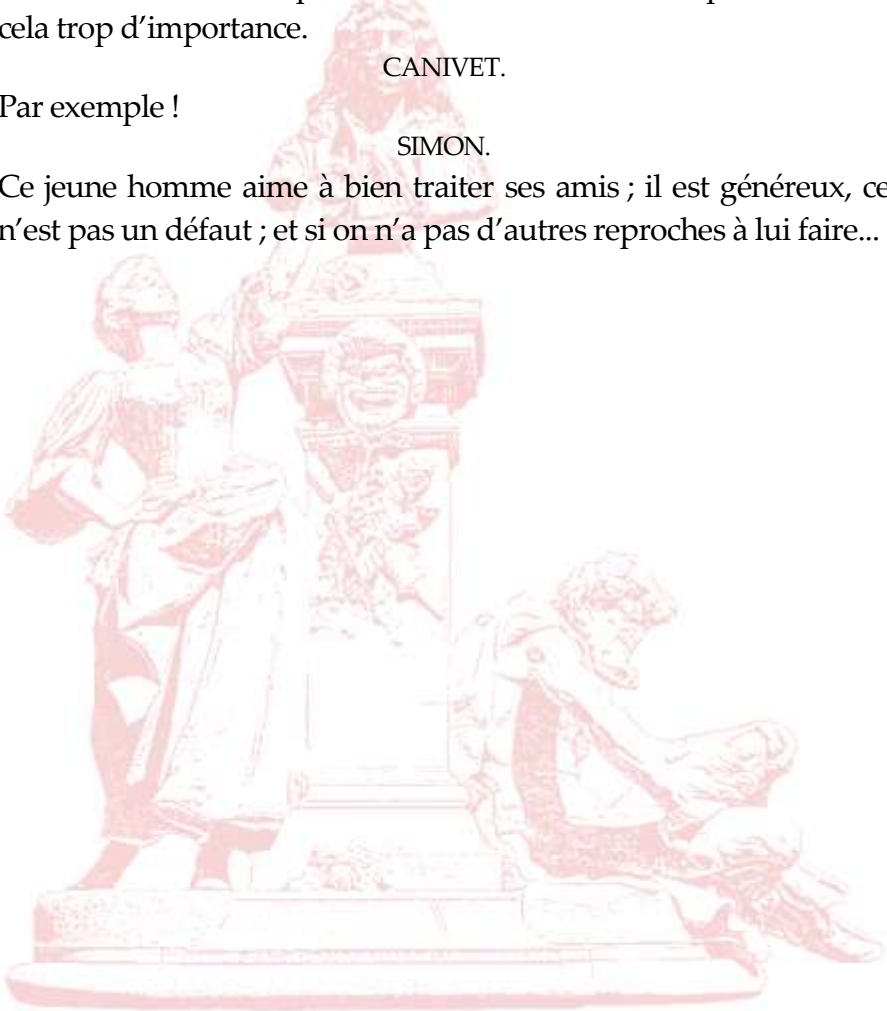 cela trop d’importance.
CANIVET.
Par exemple !
SIMON.
Ce jeune homme aime à bien traiter ses amis ; il est généreux, ce
n’est pas un défaut ; et si on n’a pas d’autres reproches à lui faire...